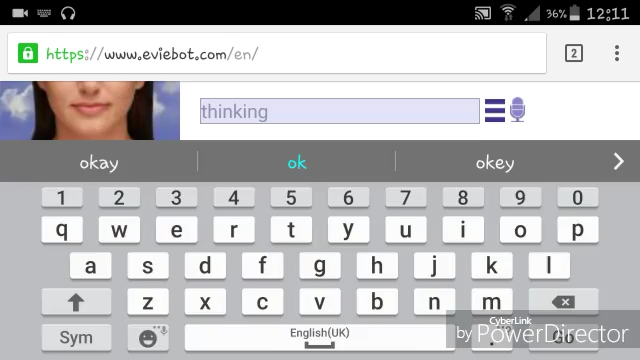 36% 12:11
https://www.eviebot.com/en/ 2
thinking
okay ok okey
1 2 3 4 5 6 7 8 9 0
q w e r t y u i o p
a s d f g h j k l
z x c v b n m
Sym English(UK) . Go
CyberLink
by PowerDirector